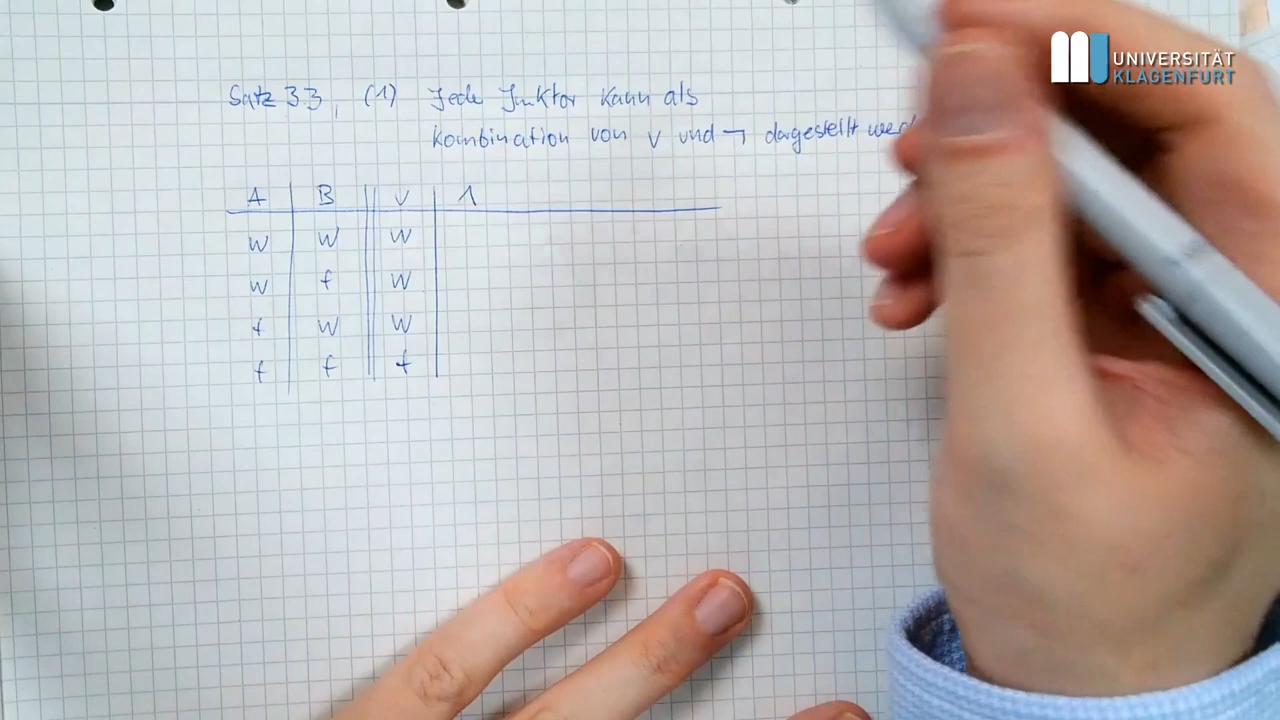 UNIVERSITÄT
KLAGENFURT
Satz 33, (1) Jede Junktor kann als
Kombination von ∨ und ¬ dargestellt
A B ∨ ∧
w w w
w f w
f w w
f f f